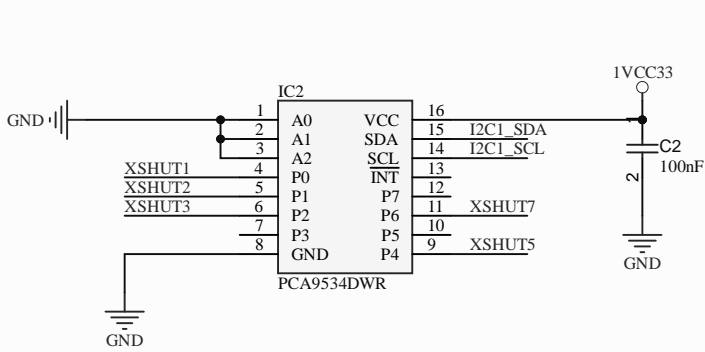 1VCC33
IC2
GND
1 A0 VCC 16
2 A1 SDA 15 I2C1_SDA
3 A2 SCL 14 I2C1_SCL
XSHUT1 4 P0 INT 13
XSHUT2 5 P1 P7 12
XSHUT3 6 P2 P6 11 XSHUT7
7 P3 P5 10
8 GND P4 9 XSHUT5
PCA9534DWR
1
C2
100nF
2
GND
GND